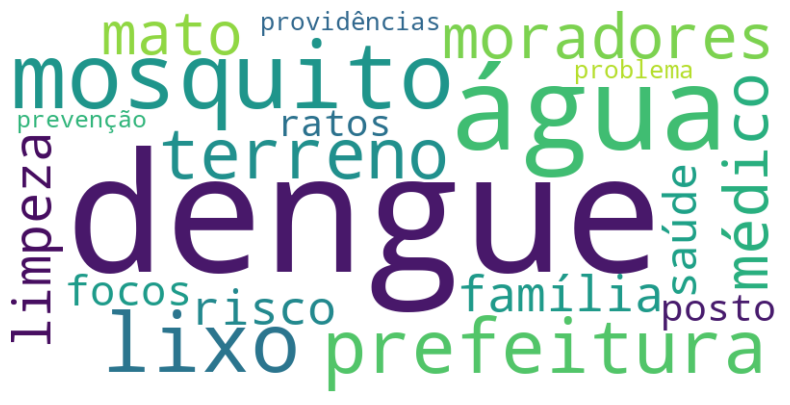 providências
mato
moradores
mosquito
problema
água
prevenção
ratos
médico
terreno
limpeza
dengue
saúde
focos
família
risco
posto
lixo
prefeitura